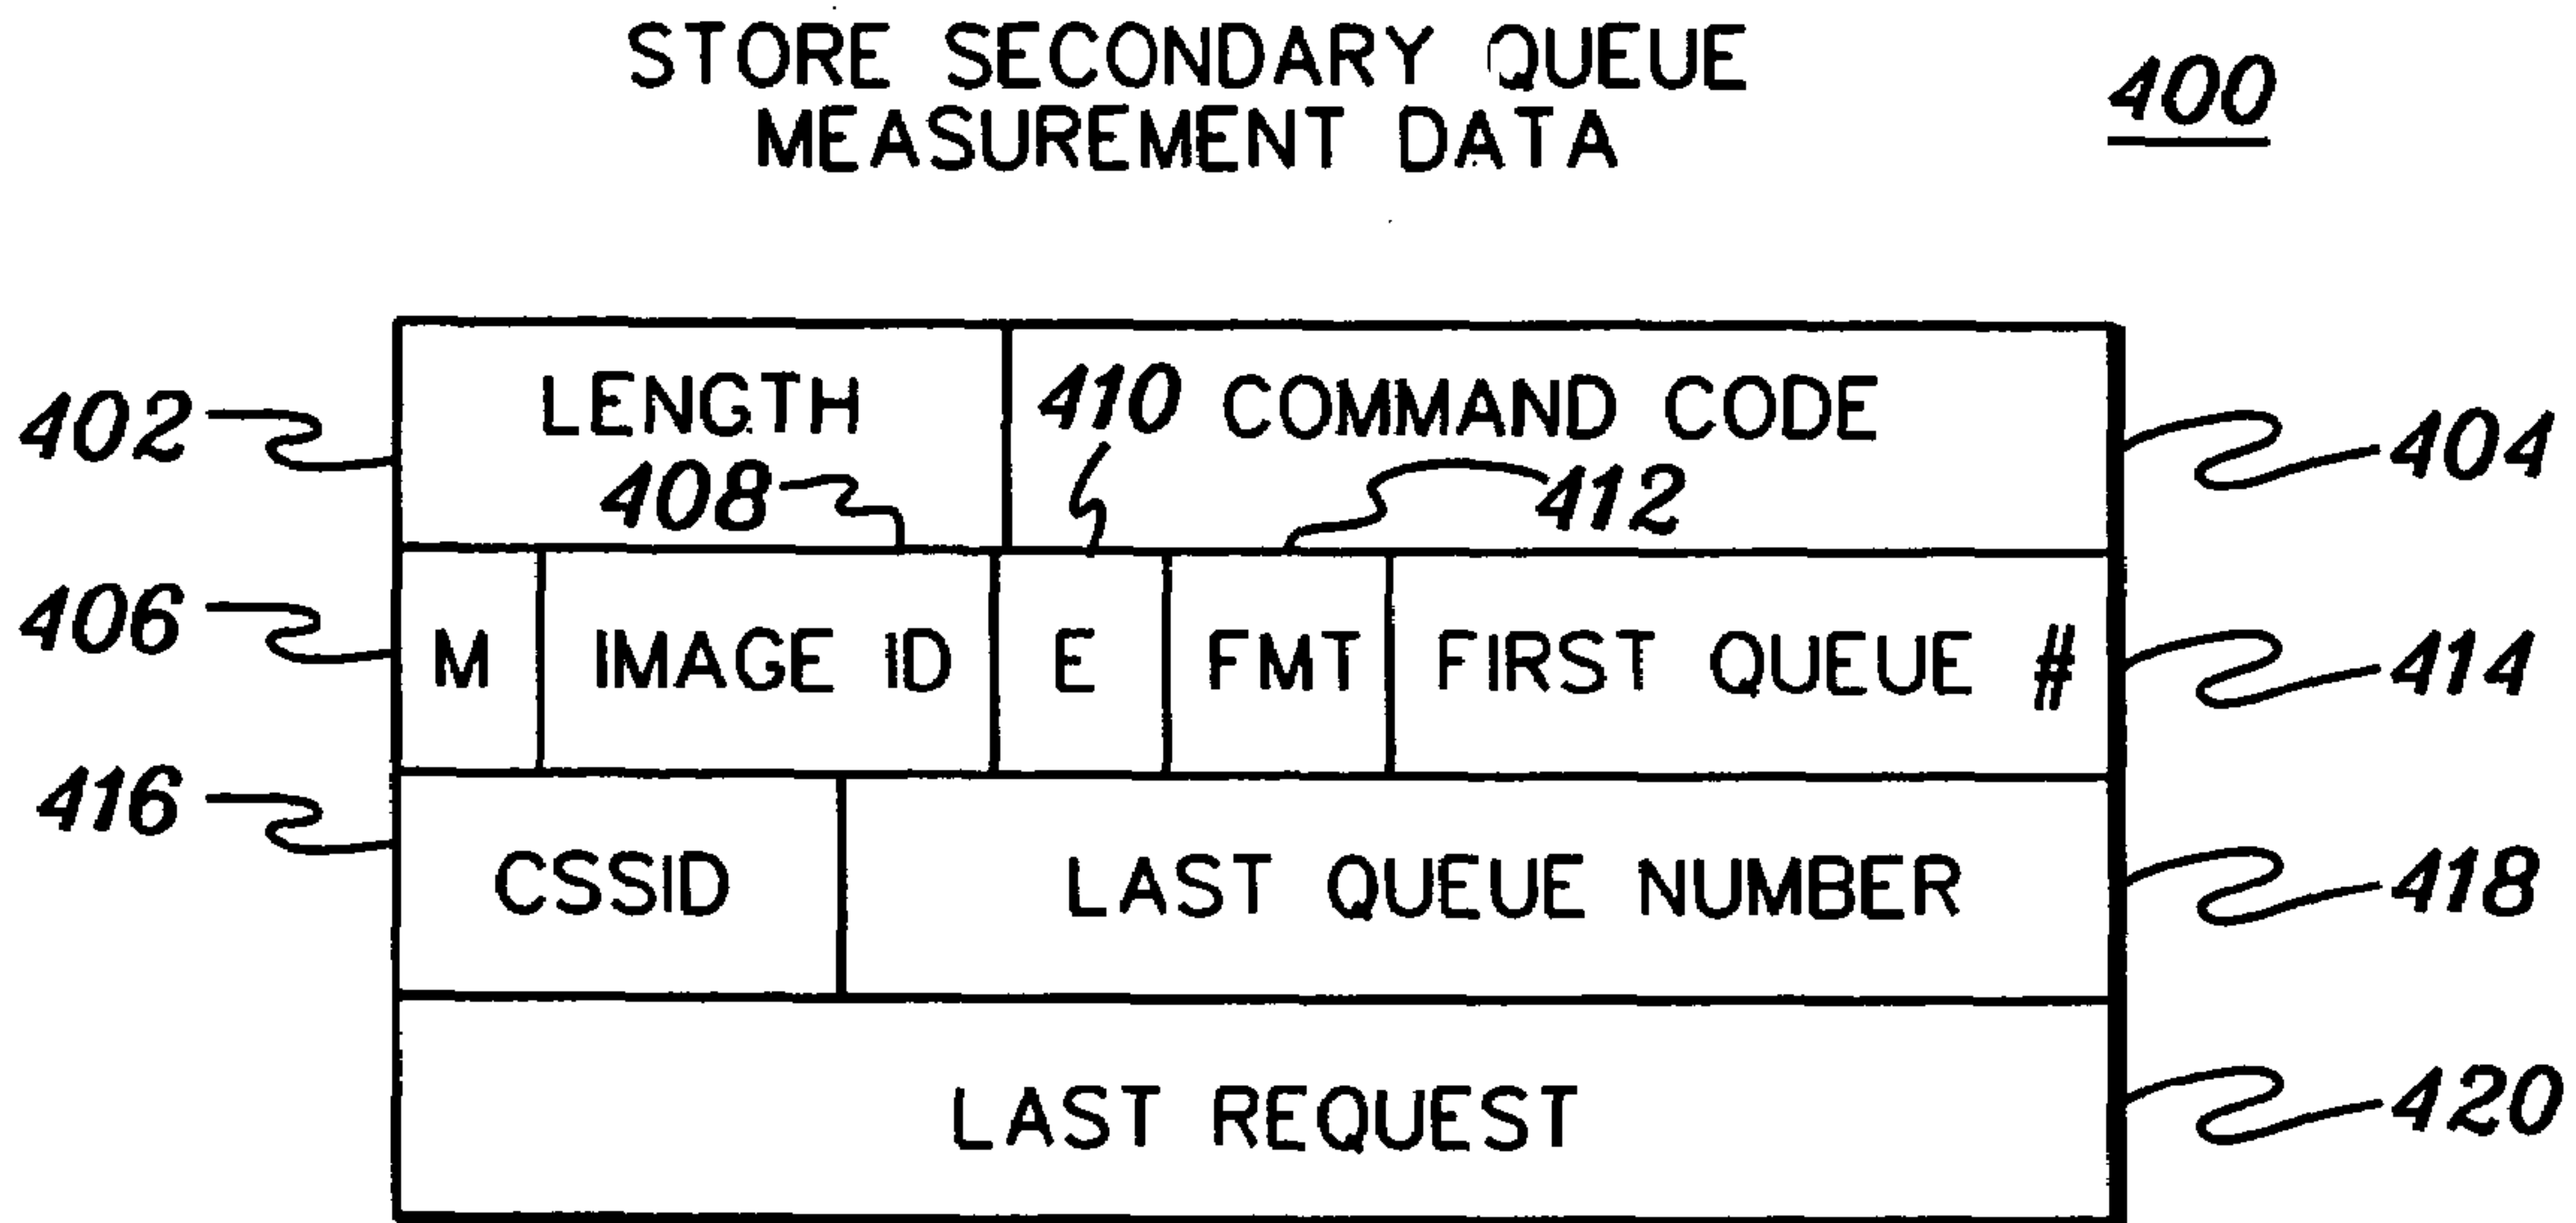 STORE SECONDARY QUEUE
MEASUREMENT DATA
400
402
LENGTH
410
COMMAND CODE
404
408
412
406
M
IMAGE ID
E
FMT
FIRST QUEUE #
414
416
CSSID
LAST QUEUE NUMBER
418
LAST REQUEST
420